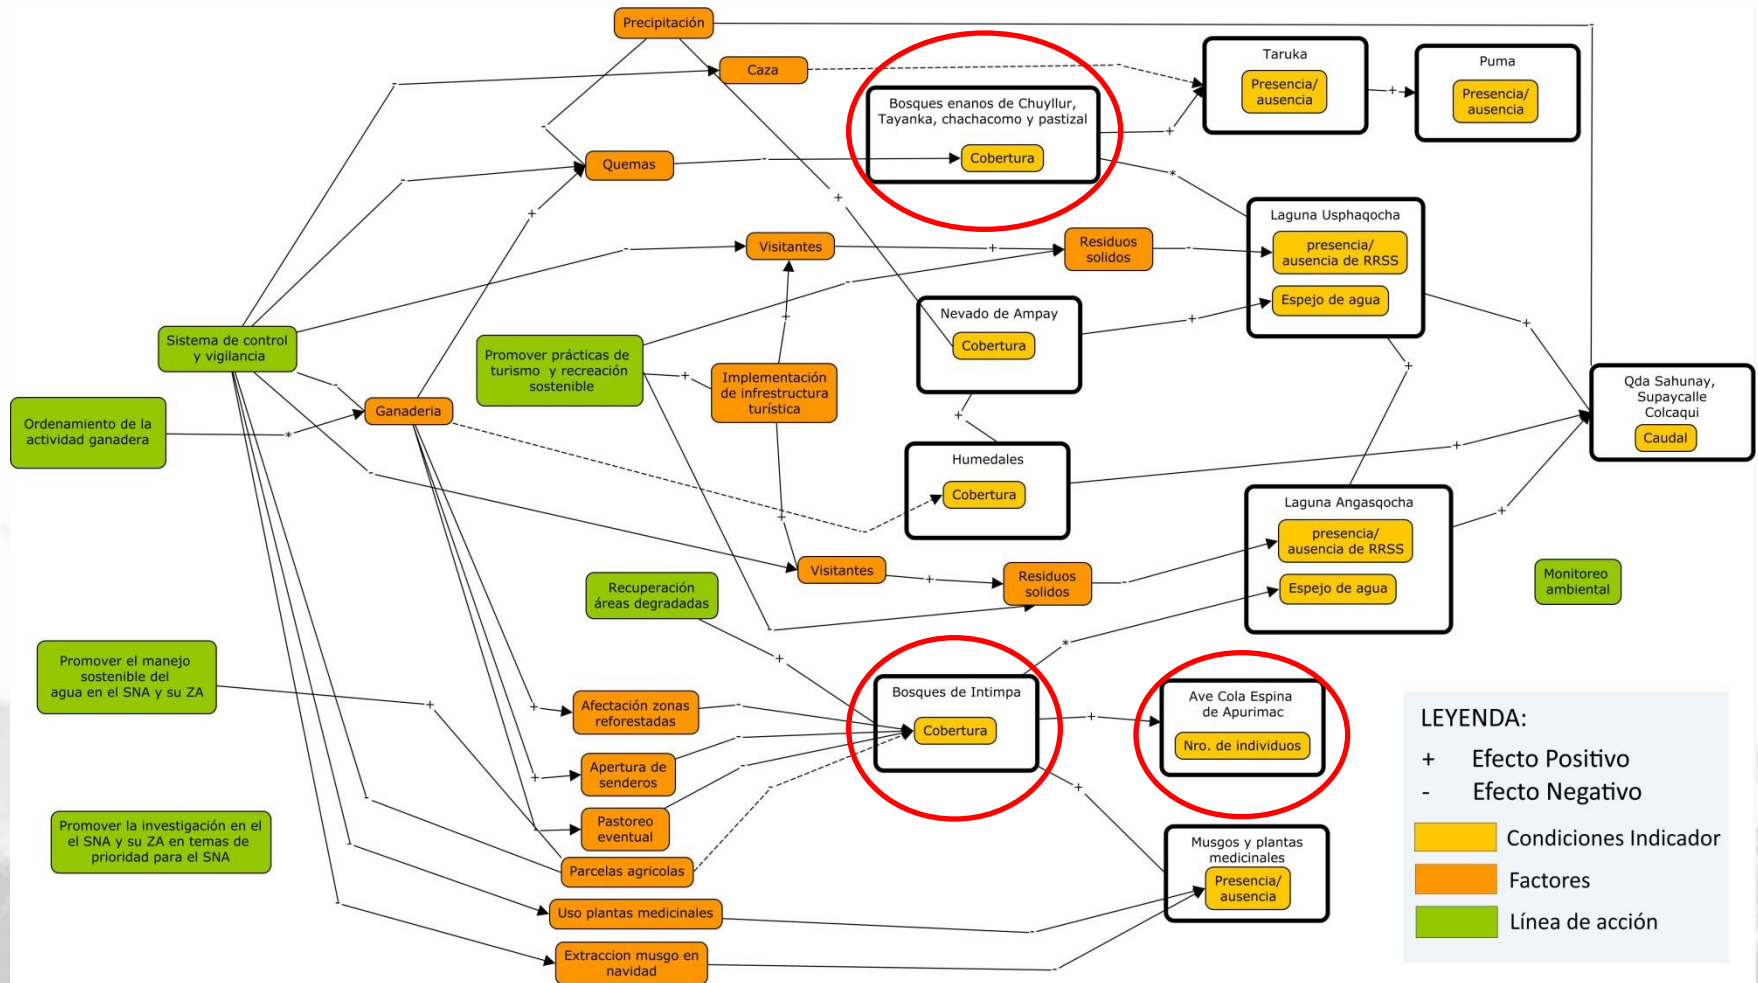 Precipitación
Caza
Taruka
Presencia/
ausencia
Puma
Presencia/
ausencia
Bosques enanos de Chuyllur,
Tayanka, chachacomo y pastizal
Cobertura
Quemas
Visitantes
Residuos
solidos
Laguna Usphaqocha
presencia/
ausencia de RRSS
Espejo de agua
Nevado de Ampay
Cobertura
Sistema de control
y vigilancia
Promover prácticas de
turismo y recreación
sostenible
Implementación
de infrestructura
turística
Ordenamiento de la
actividad ganadera
Ganaderia
Qda Sahunay,
Supaycalle
Colcaqui
Caudal
Humedales
Cobertura
Laguna Angasqocha
presencia/
ausencia de RRSS
Espejo de agua
Visitantes
Residuos
solidos
Recuperación
áreas degradadas
Monitoreo
ambiental
Promover el manejo
sostenible del
agua en el SNA y su ZA
Afectación zonas
reforestadas
Bosques de Intimpa
Cobertura
Ave Cola Espina
de Apurimac
Nro. de individuos
Apertura de
senderos
Pastoreo
eventual
Promover la investigación en el
el SNA y su ZA en temas de
prioridad para el SNA
Parcelas agricolas
Musgos y plantas
medicinales
Presencia/
ausencia
Uso plantas medicinales
Extraccion musgo en
navidad
LEYENDA:
+ Efecto Positivo
- Efecto Negativo
Condiciones Indicador
Factores
Línea de acción